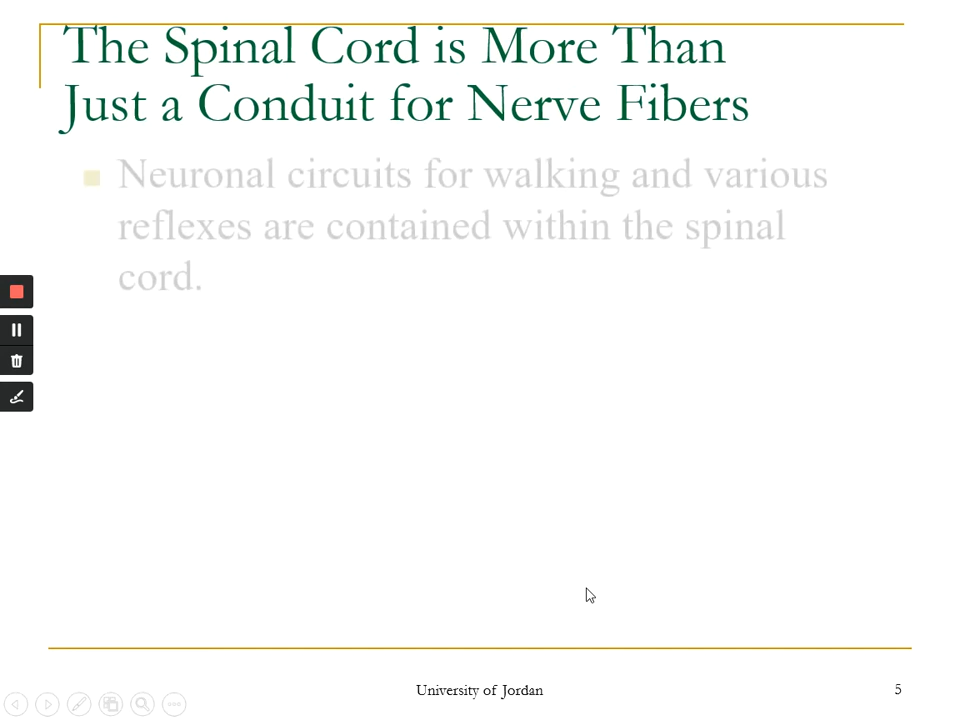 The Spinal Cord is More Than
Just a Conduit for Nerve Fibers
Neuronal circuits for walking and various
reflexes are contained within the spinal
cord.
University of Jordan
5